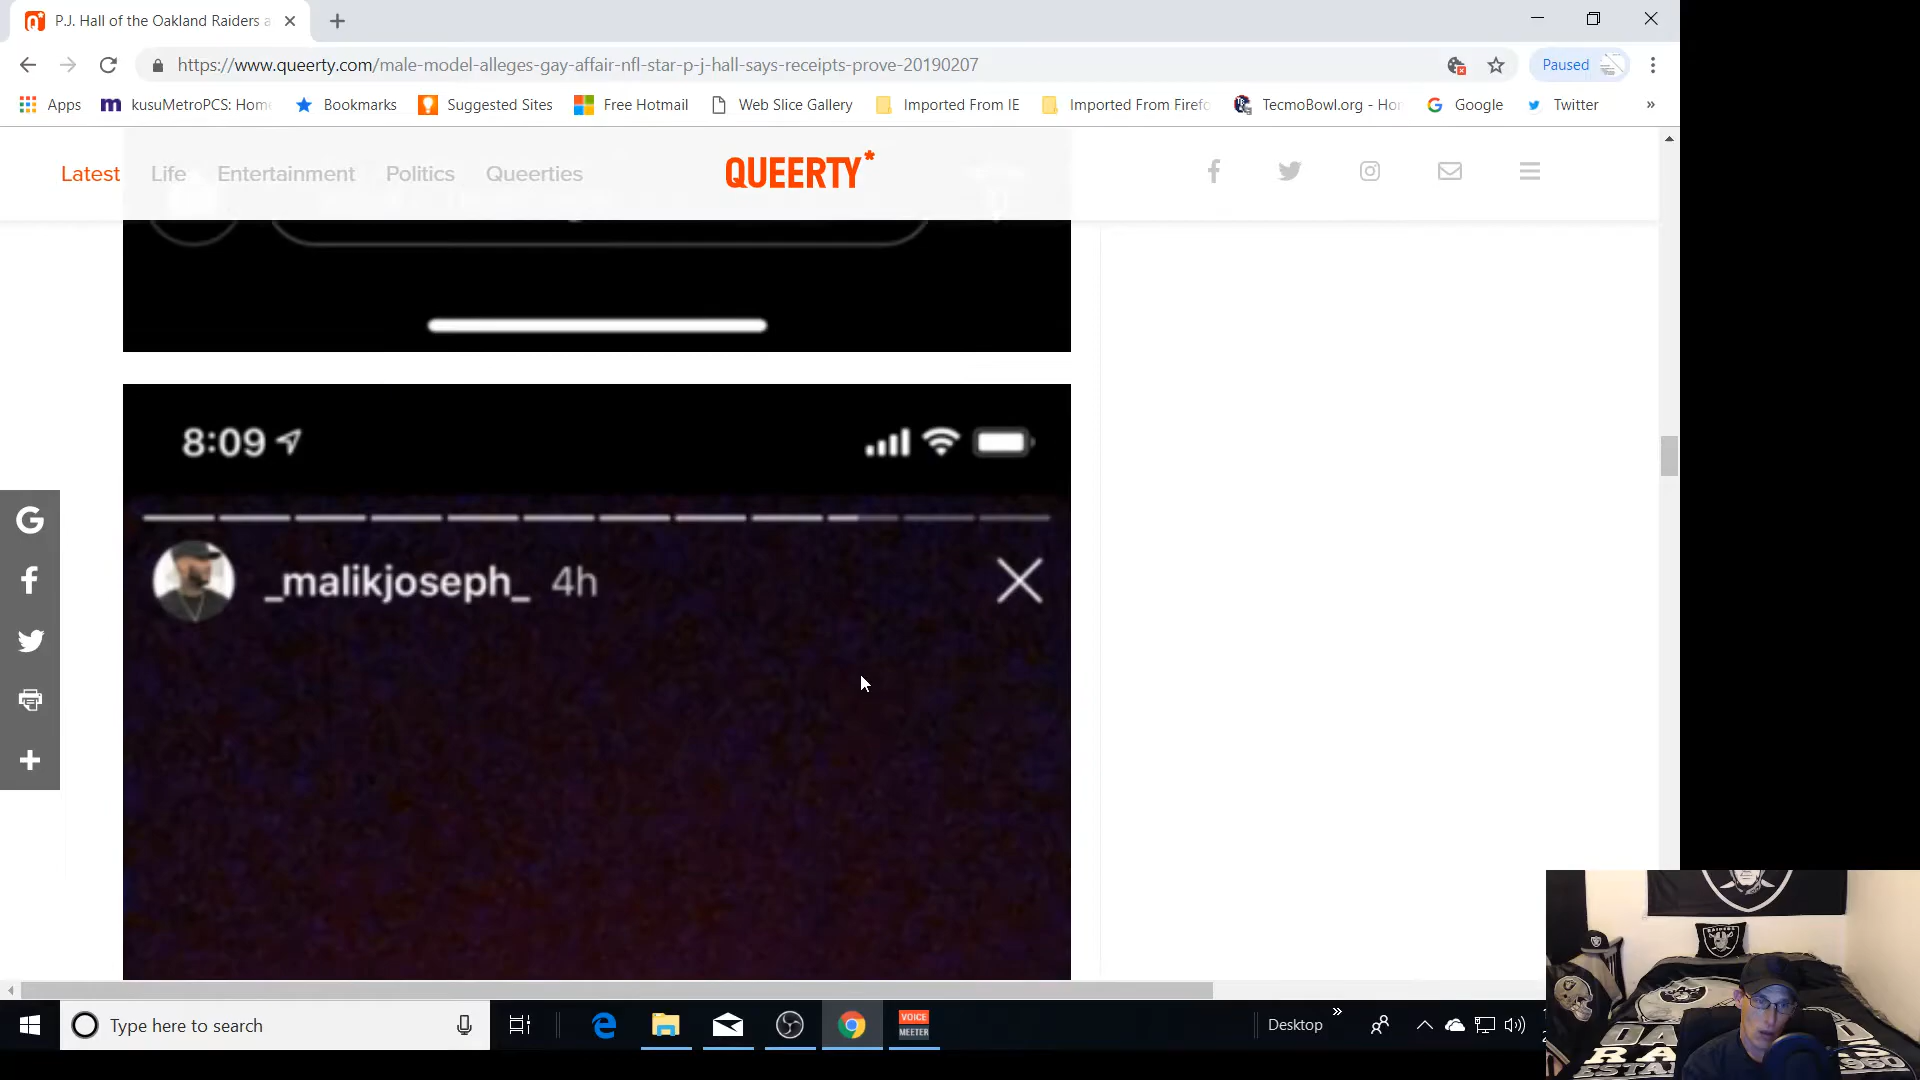 P.J. Hall of the Oakland Raiders a
https://www.queerty.com/male-model-alleges-gay-affair-nfl-star-p-j-hall-says-receipts-prove-20190207
Paused
Apps
kusuMetroPCS: Hom
Bookmarks
Suggested Sites
Free Hotmail
Web Slice Gallery
Imported From IE
Imported From Firefo
TecmoBowl.org - Hor
Google
Twitter
»
Latest
Life
Entertainment
Politics
Queerties
QUEERTY*
8:09
_malikjoseph_ 4h
RAIDERS
Type here to search
Desktop
VOICE
MEETER